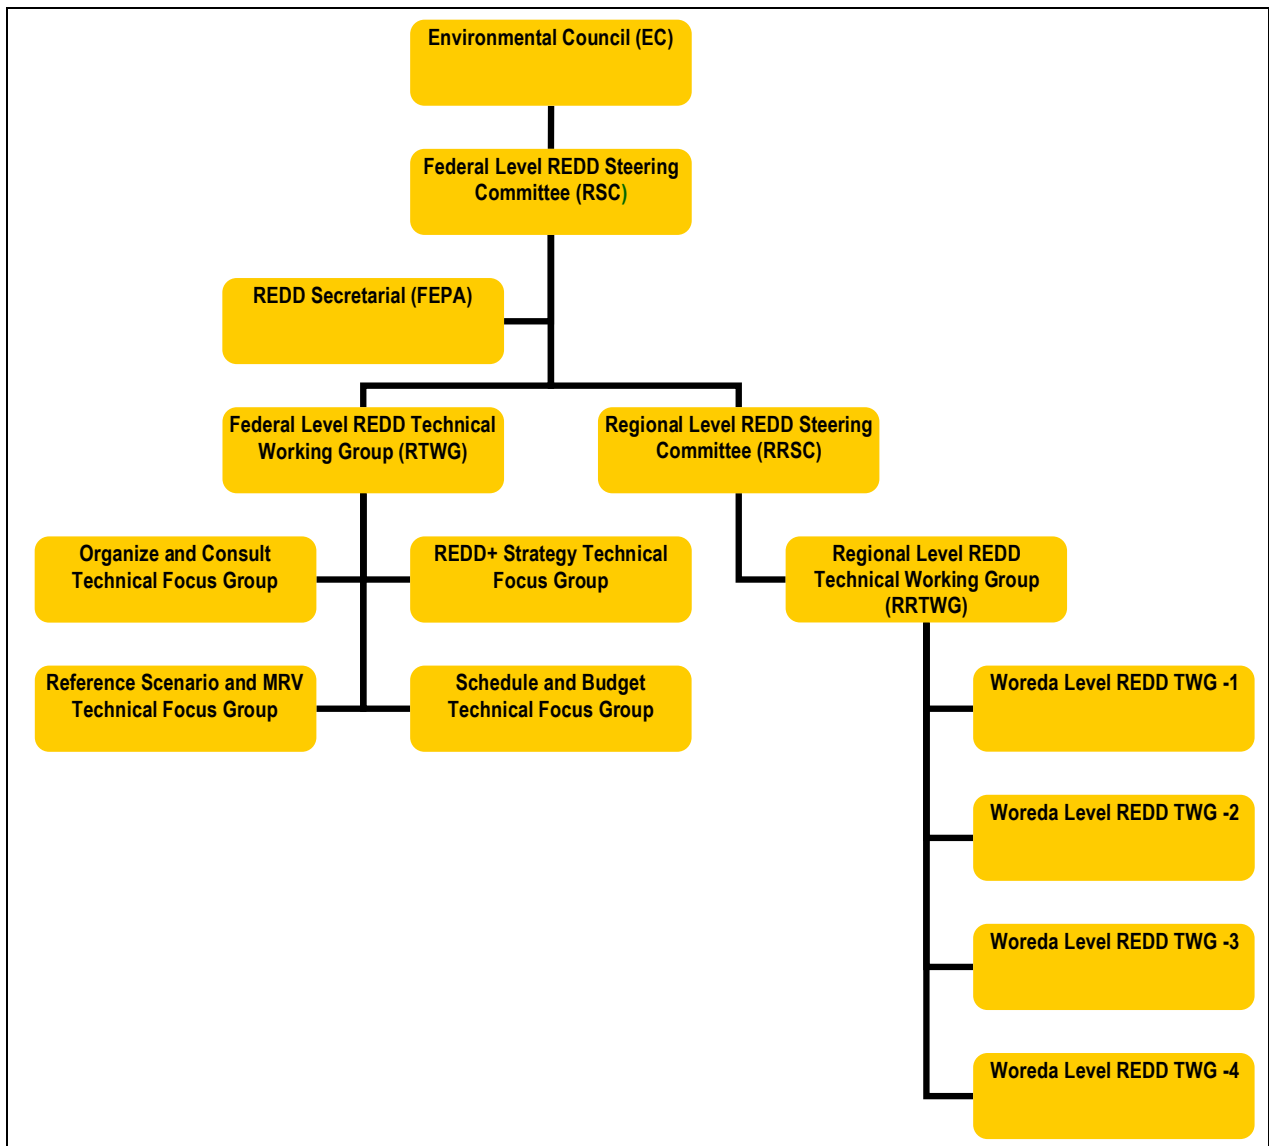 Environmental Council (EC)
Federal Level REDD Steering
Committee (RSC)
REDD Secretarial (FEPA)
Federal Level REDD Technical
Working Group (RTWG)
Regional Level REDD Steering
Committee (RRSC)
Organize and Consult
Technical Focus Group
REDD+ Strategy Technical
Focus Group
Regional Level REDD
Technical Working Group
(RRTWG)
Reference Scenario and MRV
Technical Focus Group
Schedule and Budget
Technical Focus Group
Woreda Level REDD TWG -1
Woreda Level REDD TWG -2
Woreda Level REDD TWG -3
Woreda Level REDD TWG -4